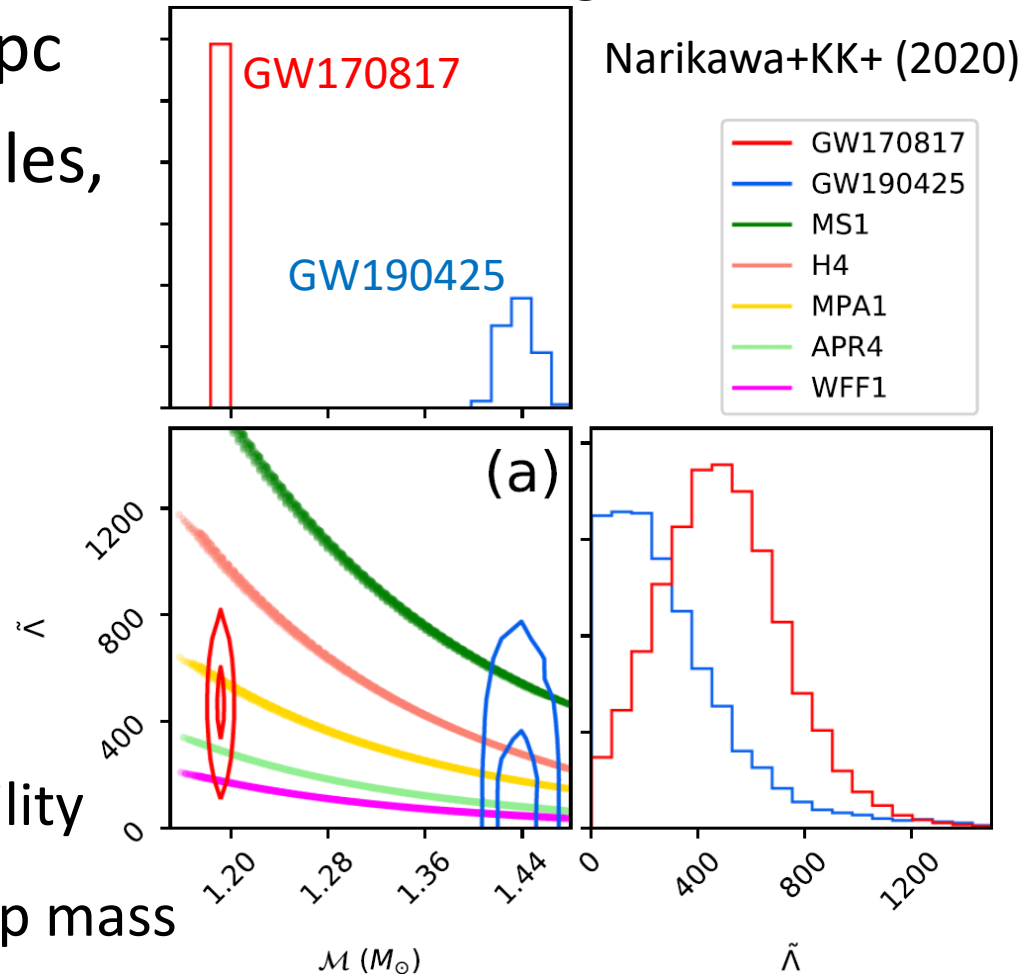 pc
les,
lity
p mass
GW170817
GW190425
Narikawa+KK+ (2020)
GW170817
GW190425
MS1
H4
MPA1
APR4
WFF1
(a)
1200
800
400
0
Λ̃
1.20
1.28
1.36
1.44
ℳ (M⊙)
0
400
800
1200
Λ̃